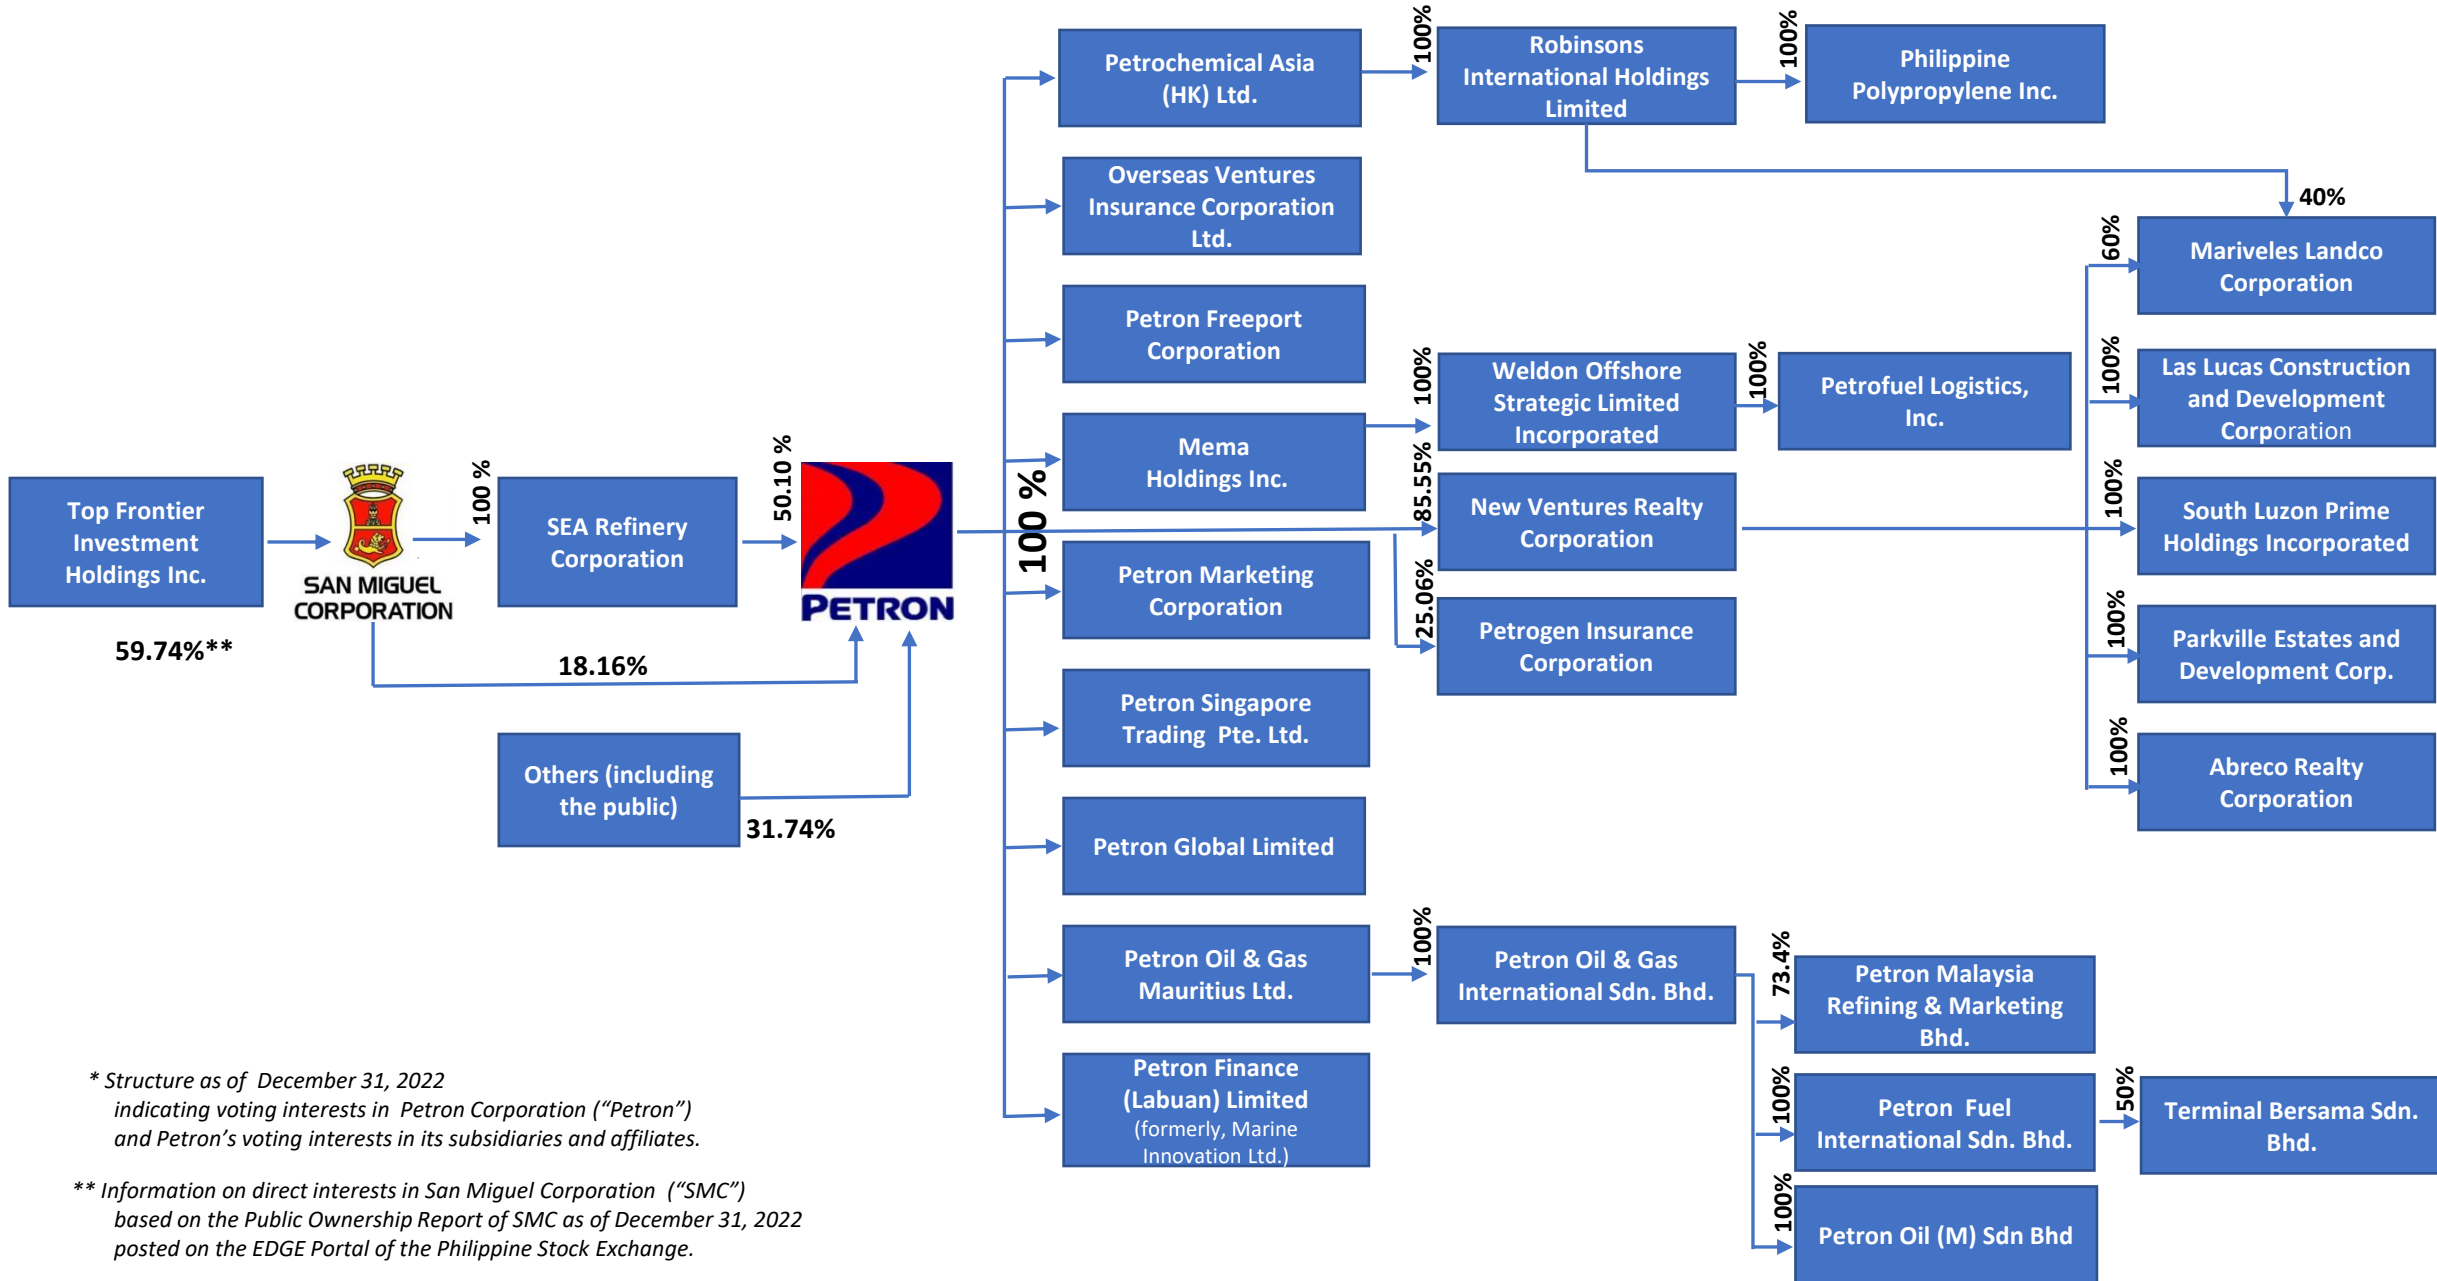 Top Frontier
Investment
Holdings Inc.
59.74%**
SAN MIGUEL
CORPORATION
100 %
SEA Refinery
Corporation
50.10 %
PETRON
18.16%
Others (including
the public)
31.74%
100 %
Petrochemical Asia
(HK) Ltd.
100%
Robinsons
International Holdings
Limited
100%
Philippine
Polypropylene Inc.
40%
Overseas Ventures
Insurance Corporation
Ltd.
Petron Freeport
Corporation
Mema
Holdings Inc.
100%
Weldon Offshore
Strategic Limited
Incorporated
100%
Petrofuel Logistics,
Inc.
85.55%
New Ventures Realty
Corporation
25.06%
Petrogen Insurance
Corporation
60%
Mariveles Landco
Corporation
100%
Las Lucas Construction
and Development
Corporation
100%
South Luzon Prime
Holdings Incorporated
100%
Parkville Estates and
Development Corp.
100%
Abreco Realty
Corporation
Petron Marketing
Corporation
Petron Singapore
Trading Pte. Ltd.
Petron Global Limited
Petron Oil & Gas
Mauritius Ltd.
100%
Petron Oil & Gas
International Sdn. Bhd.
73.4%
Petron Malaysia
Refining & Marketing
Bhd.
100%
Petron Fuel
International Sdn. Bhd.
50%
Terminal Bersama Sdn.
Bhd.
100%
Petron Oil (M) Sdn Bhd
Petron Finance
(Labuan) Limited
(formerly, Marine
Innovation Ltd.)
* Structure as of December 31, 2022
indicating voting interests in Petron Corporation (“Petron”)
and Petron’s voting interests in its subsidiaries and affiliates.
** Information on direct interests in San Miguel Corporation (“SMC”)
based on the Public Ownership Report of SMC as of December 31, 2022
posted on the EDGE Portal of the Philippine Stock Exchange.